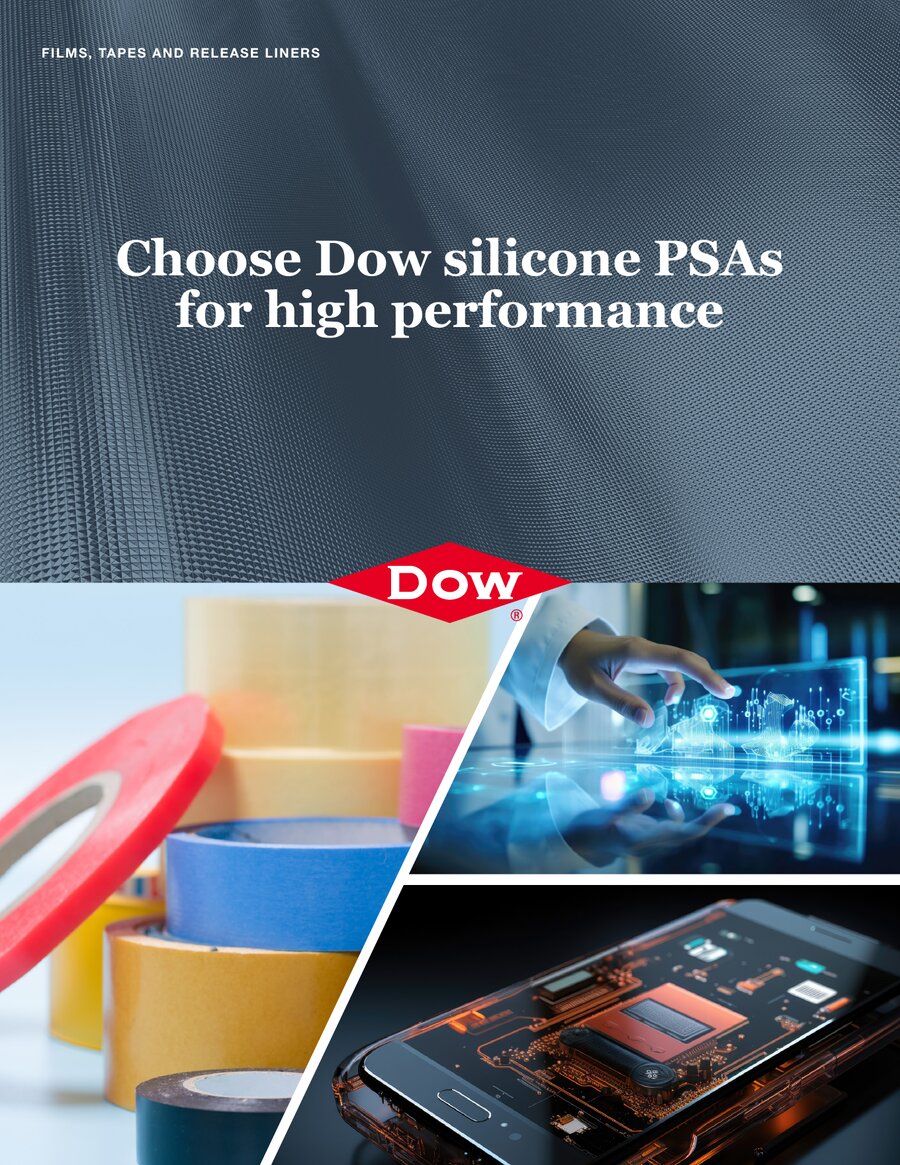 FILMS, TAPES AND RELEASE LINERS
Choose Dow silicone PSAs
for high performance
Dow
®